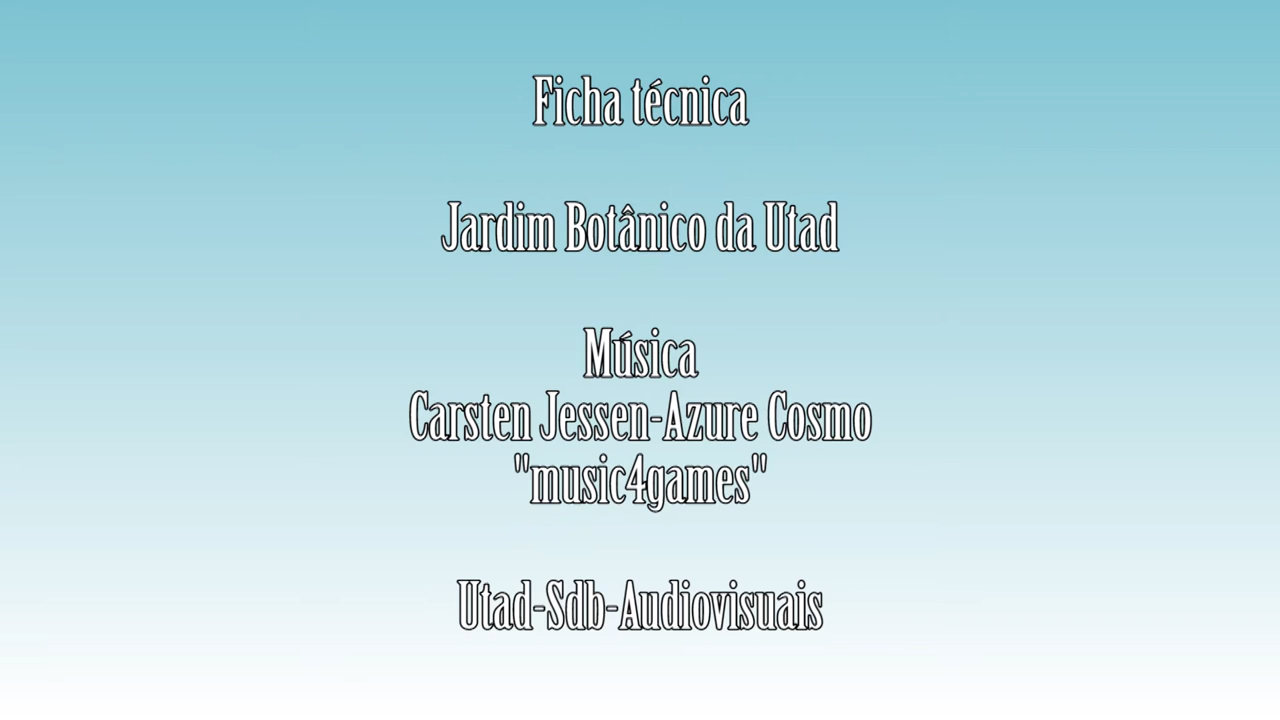 Ficha técnica
Jardim Botânico da Utad
Música
Carsten Jessen-Azure Cosmo
"music4games"
Utad-Sdb-Audiovisuais